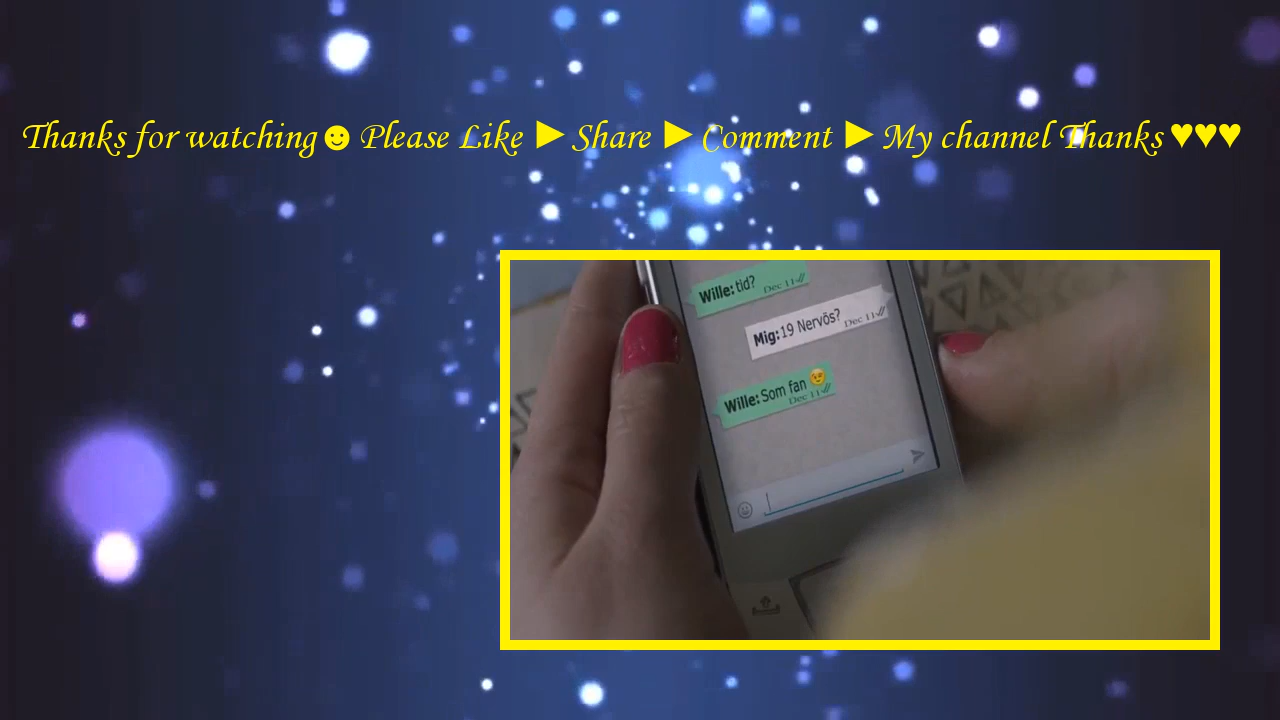 Thanks for watching☻Please Like ►Share ►Comment ►My channel Thanks♥♥♥
Wille: tid?
Dec 11
Mig: 19 Nervös?
Dec 11
Wille: Som fan 😉
Dec 11